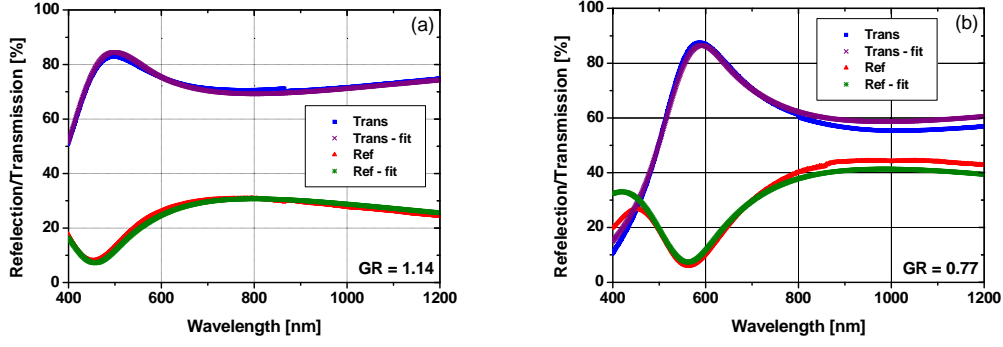 (a)
Refelection/Transmission [%]
100
80
60
40
20
0
Trans
Trans - fit
Ref
Ref - fit
GR = 1.14
400
600
800
1000
1200
Wavelength [nm]
(b)
Refelection/Transmission [%]
100
80
60
40
20
0
Trans
Trans - fit
Ref
Ref - fit
GR = 0.77
400
600
800
1000
1200
Wavelength [nm]